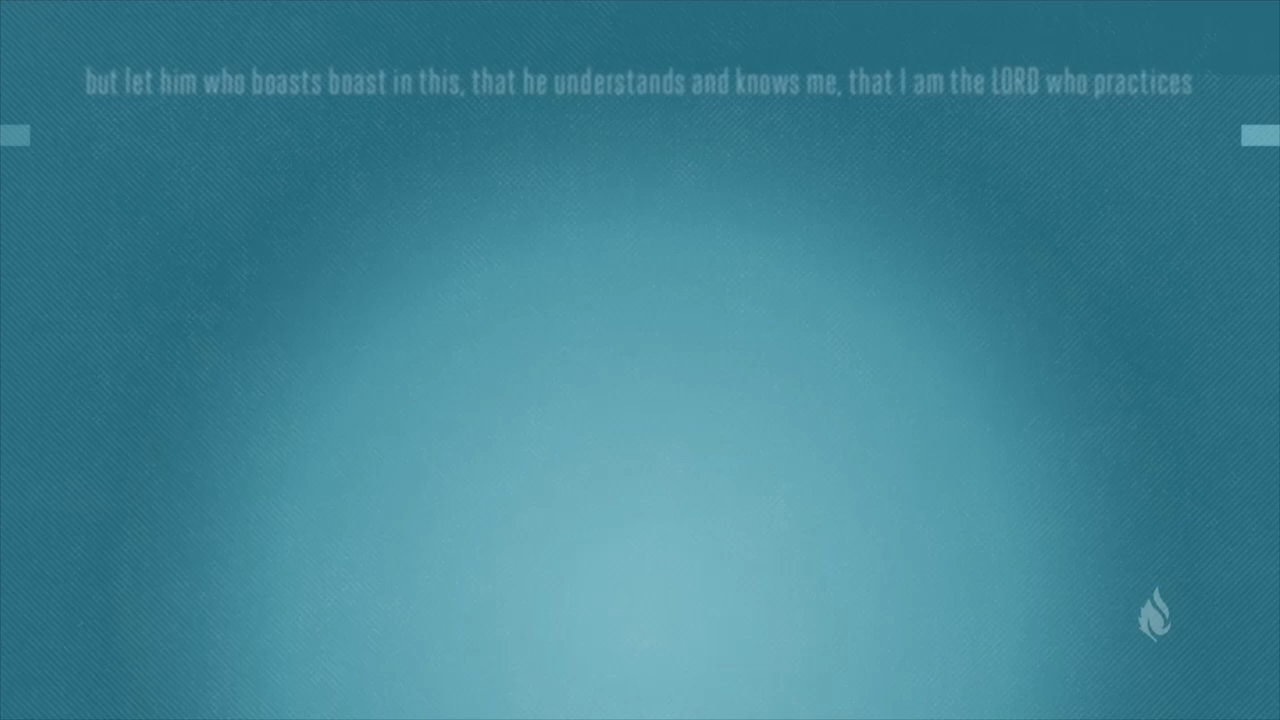 but let him who boasts boast in this, that he understands and knows me, that I am the LORD who practices